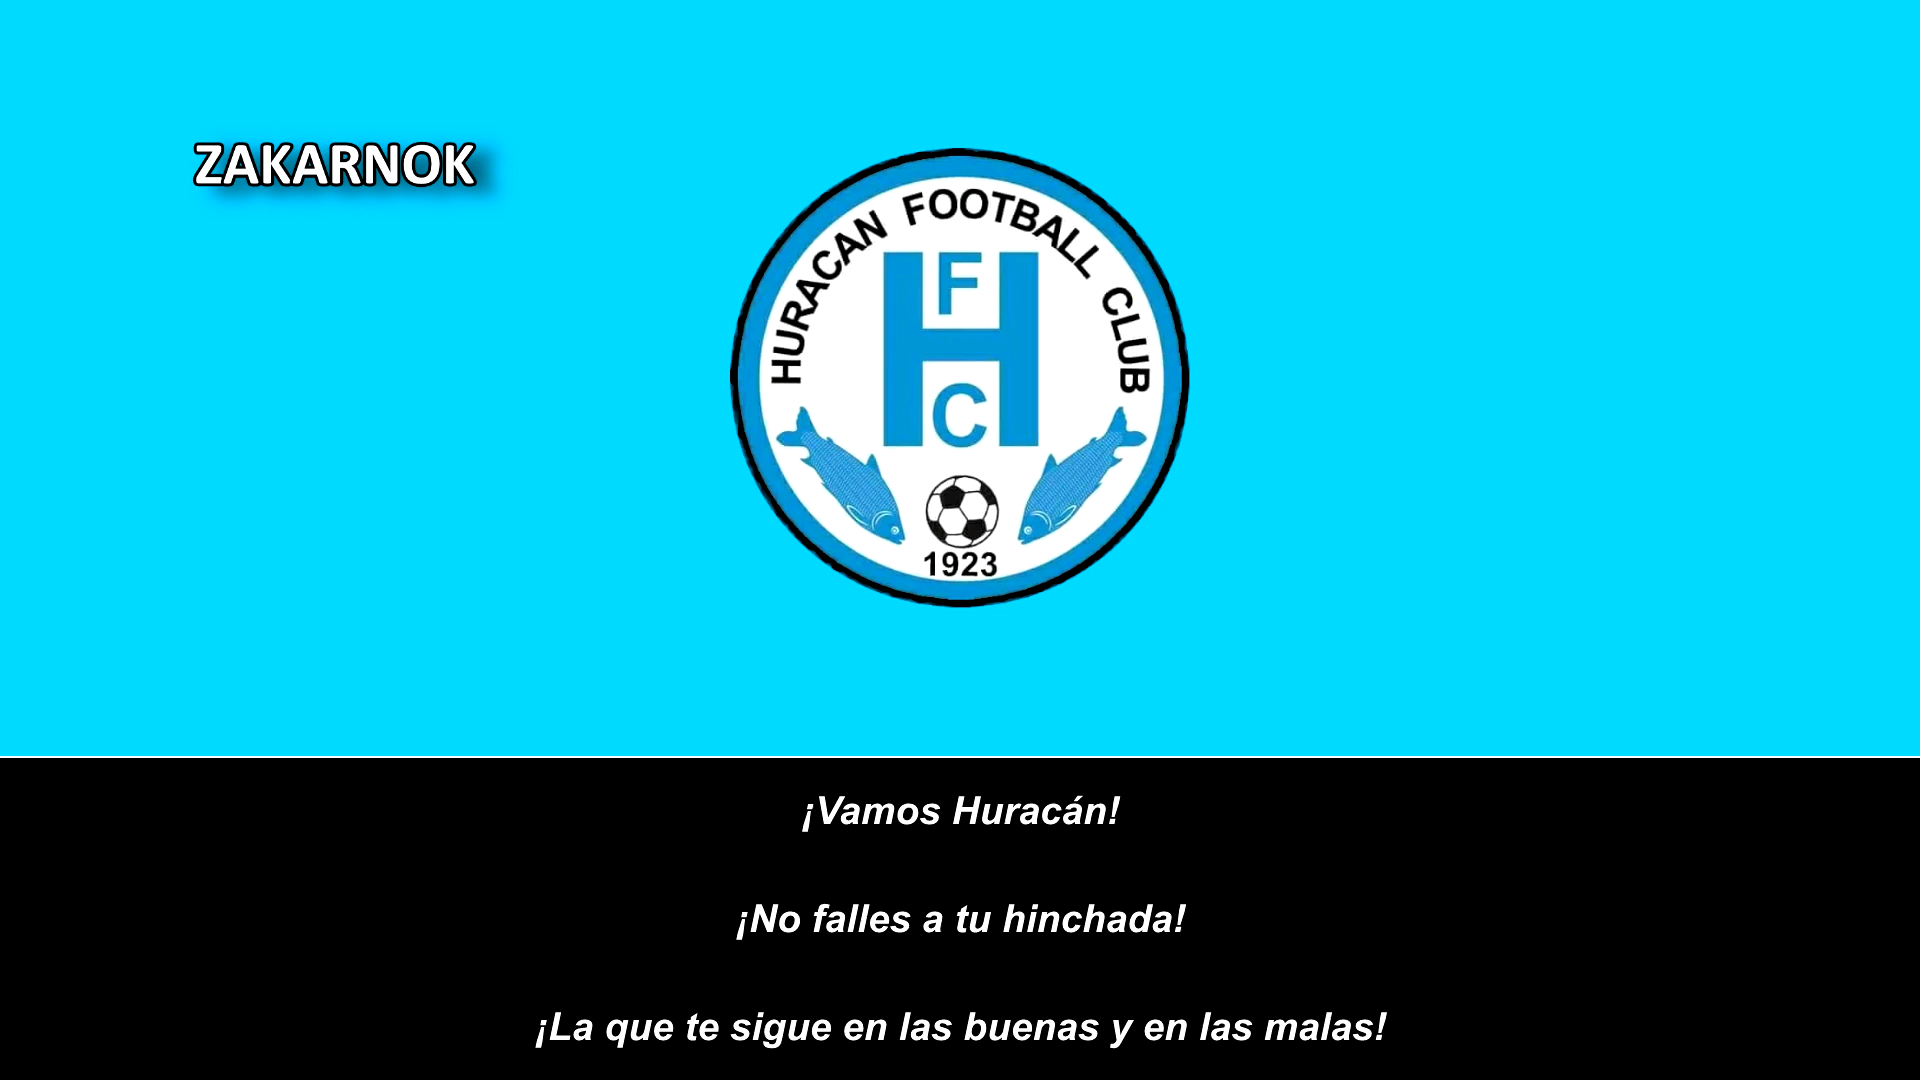 ZAKARNOK
HURACAN FOOTBALL CLUB
F
H
C
1923
¡Vamos Huracán!
¡No falles a tu hinchada!
¡La que te sigue en las buenas y en las malas!